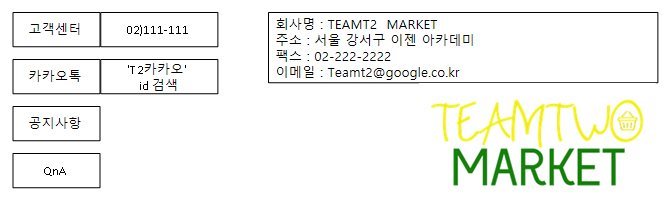 고객센터
02)111-111
카카오톡
'T2카카오'
id 검색
공지사항
QnA
회사명 : TEAMT2 MARKET
주소 : 서울 강서구 이젠 아카데미
팩스 : 02-222-2222
이메일 : Teamt2@google.co.kr
TEAMTWO
MARKET